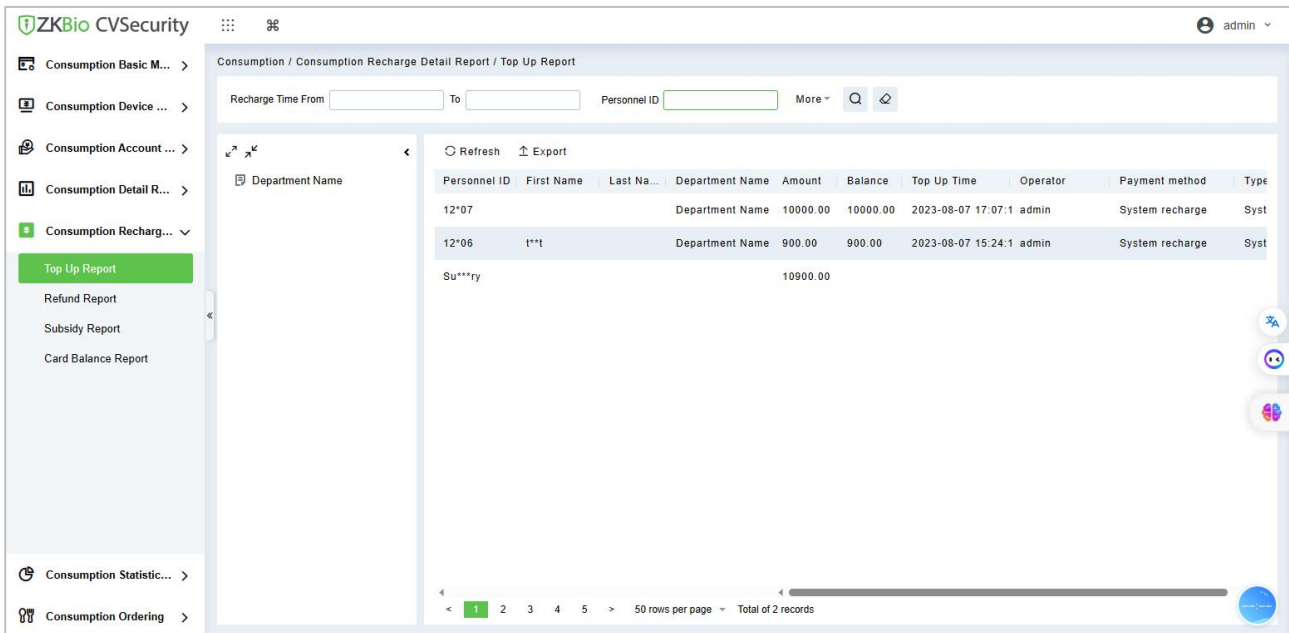 ZKBio CVSecurity
admin
Consumption Basic M...
Consumption Device ...
Consumption Account ...
Consumption Detail R...
Consumption Recharg...
Top Up Report
Refund Report
Subsidy Report
Card Balance Report
Consumption Statistic...
Consumption Ordering
Consumption / Consumption Recharge Detail Report / Top Up Report
Recharge Time From To Personnel ID More
Department Name
Refresh Export
Personnel ID First Name Last Na... Department Name Amount Balance Top Up Time Operator Payment method Type
12*07 Department Name 10000.00 10000.00 2023-08-07 17:07:1 admin System recharge Syst
12*06 t**t Department Name 900.00 900.00 2023-08-07 15:24:1 admin System recharge Syst
Su***ry 10900.00
< 1 2 3 4 5 > 50 rows per page Total of 2 records